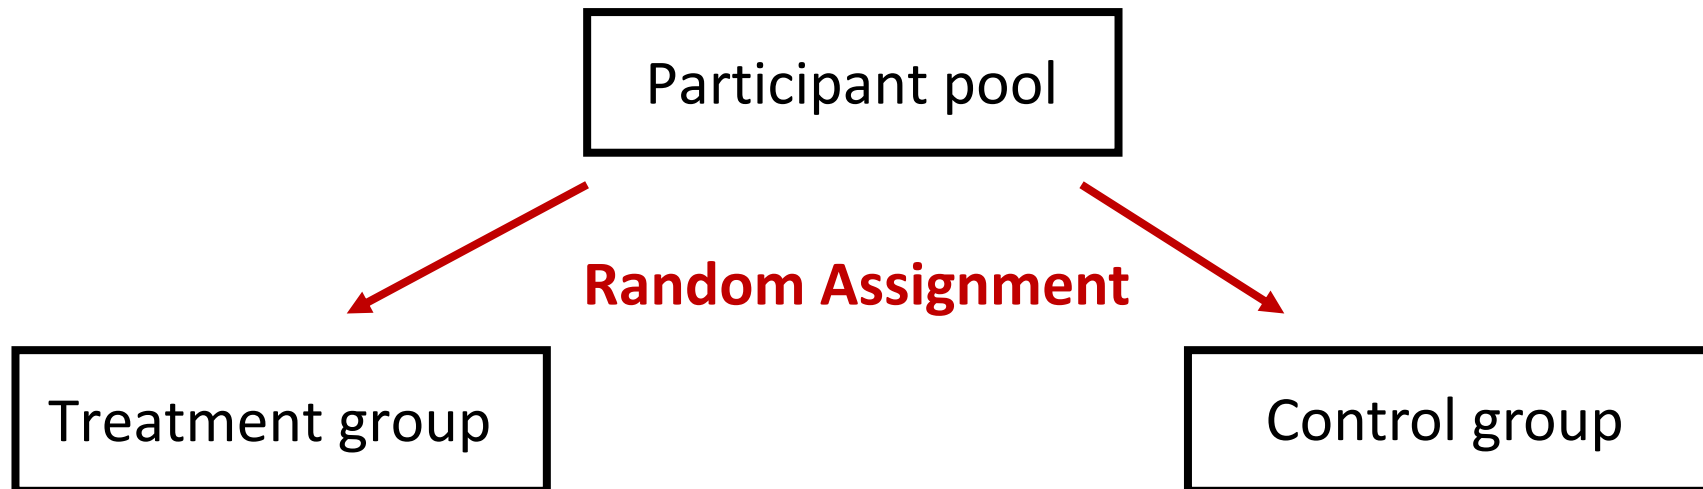 Participant pool
Random Assignment
Treatment group
Control group